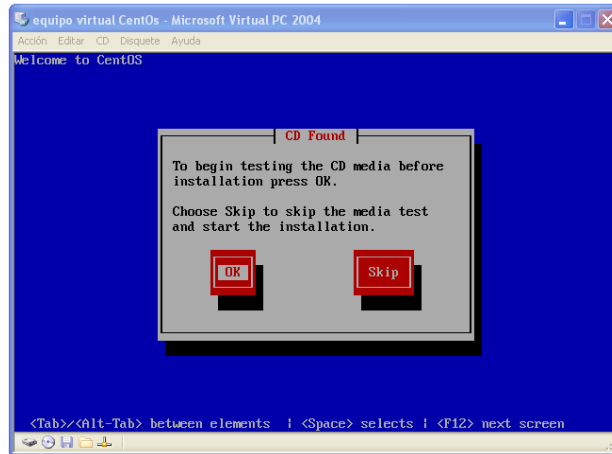 equipo virtual CentOs - Microsoft Virtual PC 2004
Acción Editar CD Disquete Ayuda
Welcome to CentOS
CD Found
To begin testing the CD media before
installation press OK.
Choose Skip to skip the media test
and start the installation.
OK Skip
<Tab>/<Alt-Tab> between elements | <Space> selects | <F12> next screen